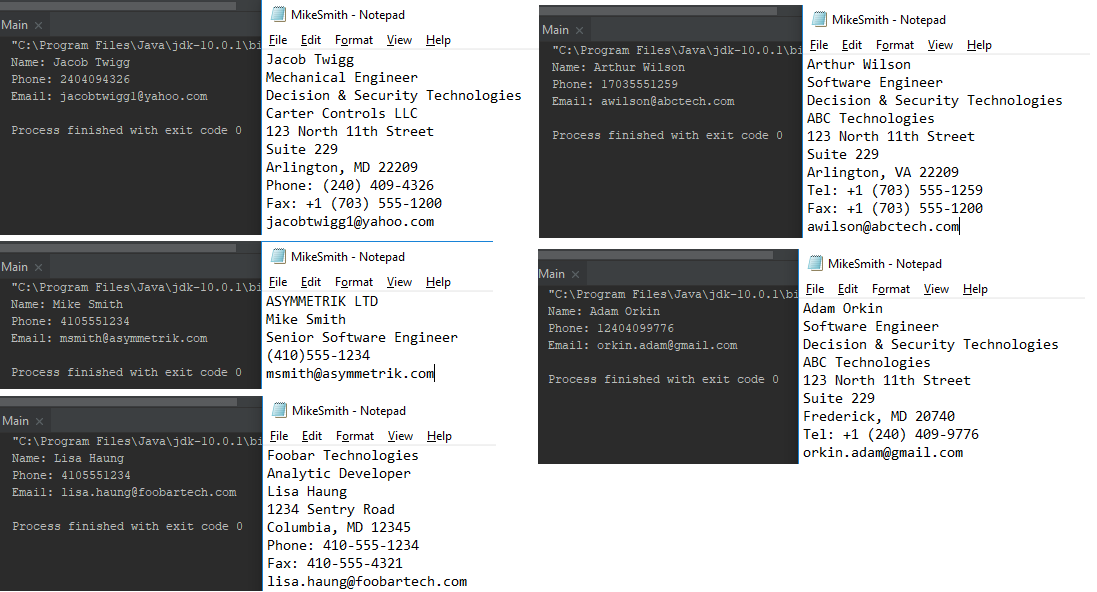 Main ×
"C:\Program Files\Java\jdk-10.0.1\bi
Name: Jacob Twigg
Phone: 2404094326
Email: jacobtwigg1@yahoo.com
Process finished with exit code 0
MikeSmith - Notepad
File Edit Format View Help
Jacob Twigg
Mechanical Engineer
Decision & Security Technologies
Carter Controls LLC
123 North 11th Street
Suite 229
Arlington, MD 22209
Phone: (240) 409-4326
Fax: +1 (703) 555-1200
jacobtwigg1@yahoo.com
Main ×
"C:\Program Files\Java\jdk-10.0.1\bi
Name: Arthur Wilson
Phone: 17035551259
Email: awilson@abctech.com
Process finished with exit code 0
MikeSmith - Notepad
File Edit Format View Help
Arthur Wilson
Software Engineer
Decision & Security Technologies
ABC Technologies
123 North 11th Street
Suite 229
Arlington, VA 22209
Tel: +1 (703) 555-1259
Fax: +1 (703) 555-1200
awilson@abctech.com
Main ×
"C:\Program Files\Java\jdk-10.0.1\bi
Name: Mike Smith
Phone: 4105551234
Email: msmith@asymmetrik.com
Process finished with exit code 0
MikeSmith - Notepad
File Edit Format View Help
ASYMMETRIK LTD
Mike Smith
Senior Software Engineer
(410)555-1234
msmith@asymmetrik.com
Main ×
"C:\Program Files\Java\jdk-10.0.1\bi
Name: Adam Orkin
Phone: 12404099776
Email: orkin.adam@gmail.com
Process finished with exit code 0
MikeSmith - Notepad
File Edit Format View Help
Adam Orkin
Software Engineer
Decision & Security Technologies
ABC Technologies
123 North 11th Street
Suite 229
Frederick, MD 20740
Tel: +1 (240) 409-9776
orkin.adam@gmail.com
Main ×
"C:\Program Files\Java\jdk-10.0.1\bi
Name: Lisa Haung
Phone: 4105551234
Email: lisa.haung@foobartech.com
Process finished with exit code 0
MikeSmith - Notepad
File Edit Format View Help
Foobar Technologies
Analytic Developer
Lisa Haung
1234 Sentry Road
Columbia, MD 12345
Phone: 410-555-1234
Fax: 410-555-4321
lisa.haung@foobartech.com